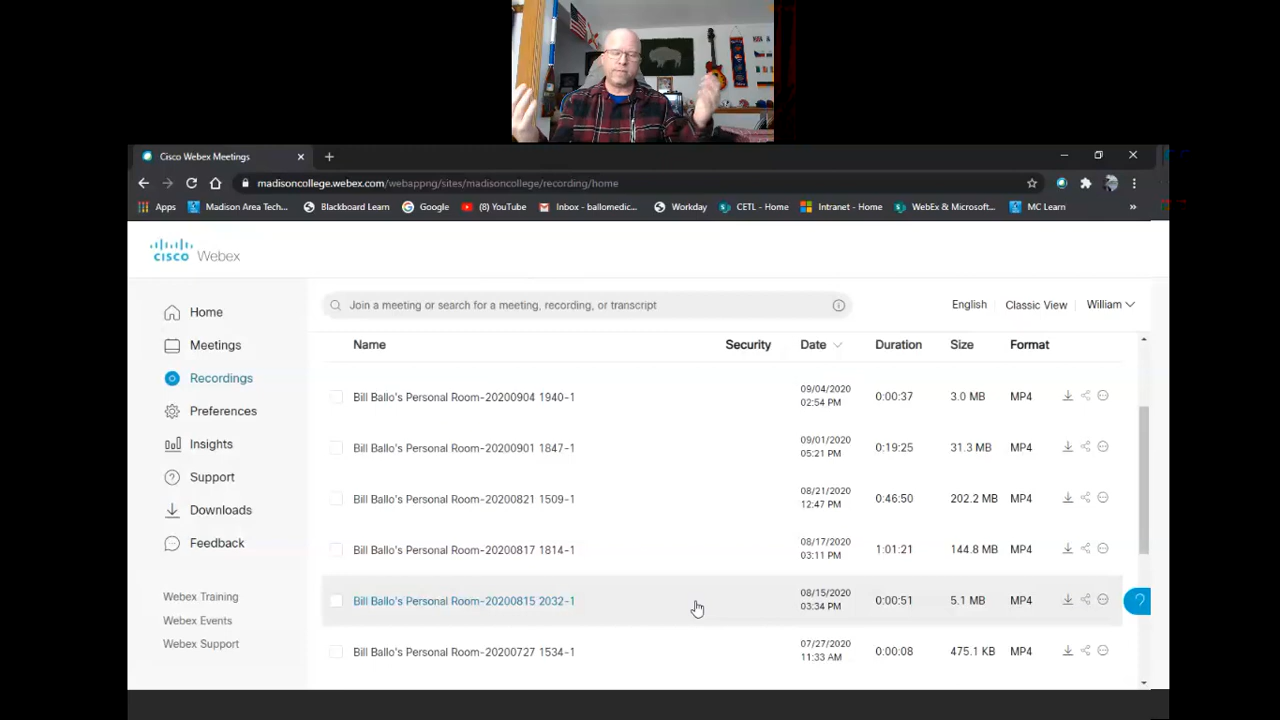 Cisco Webex Meetings
madisoncollege.webex.com/webappng/sites/madisoncollege/recording/home
Apps Madison Area Tech... Blackboard Learn Google (8) YouTube Inbox - ballomedic... Workday CETL - Home Intranet - Home WebEx & Microsoft... MC Learn »
cisco Webex
Join a meeting or search for a meeting, recording, or transcript
English Classic View William
Home
Meetings
Recordings
Preferences
Insights
Support
Downloads
Feedback
Webex Training
Webex Events
Webex Support
Name Security Date Duration Size Format
Bill Ballo's Personal Room-20200904 1940-1 09/04/2020 0:00:37 3.0 MB MP4
02:54 PM
Bill Ballo's Personal Room-20200901 1847-1 09/01/2020 0:19:25 31.3 MB MP4
05:21 PM
Bill Ballo's Personal Room-20200821 1509-1 08/21/2020 0:46:50 202.2 MB MP4
12:47 PM
Bill Ballo's Personal Room-20200817 1814-1 08/17/2020 1:01:21 144.8 MB MP4
03:11 PM
Bill Ballo's Personal Room-20200815 2032-1 08/15/2020 0:00:51 5.1 MB MP4
03:34 PM
Bill Ballo's Personal Room-20200727 1534-1 07/27/2020 0:00:08 475.1 KB MP4
11:33 AM